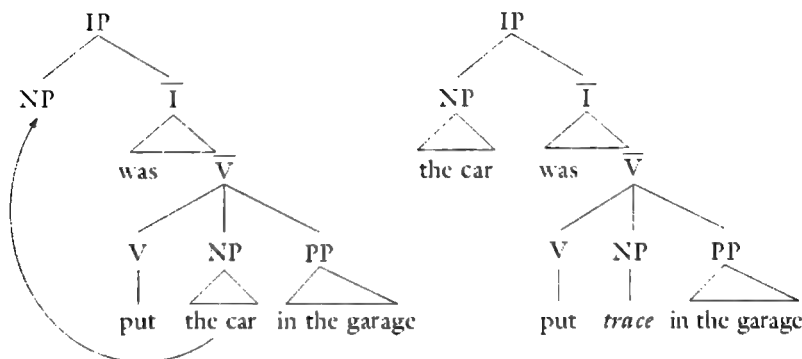 IP IP
NP I NP I
was V the car was V
V NP PP V NP PP
put the car in the garage put trace in the garage